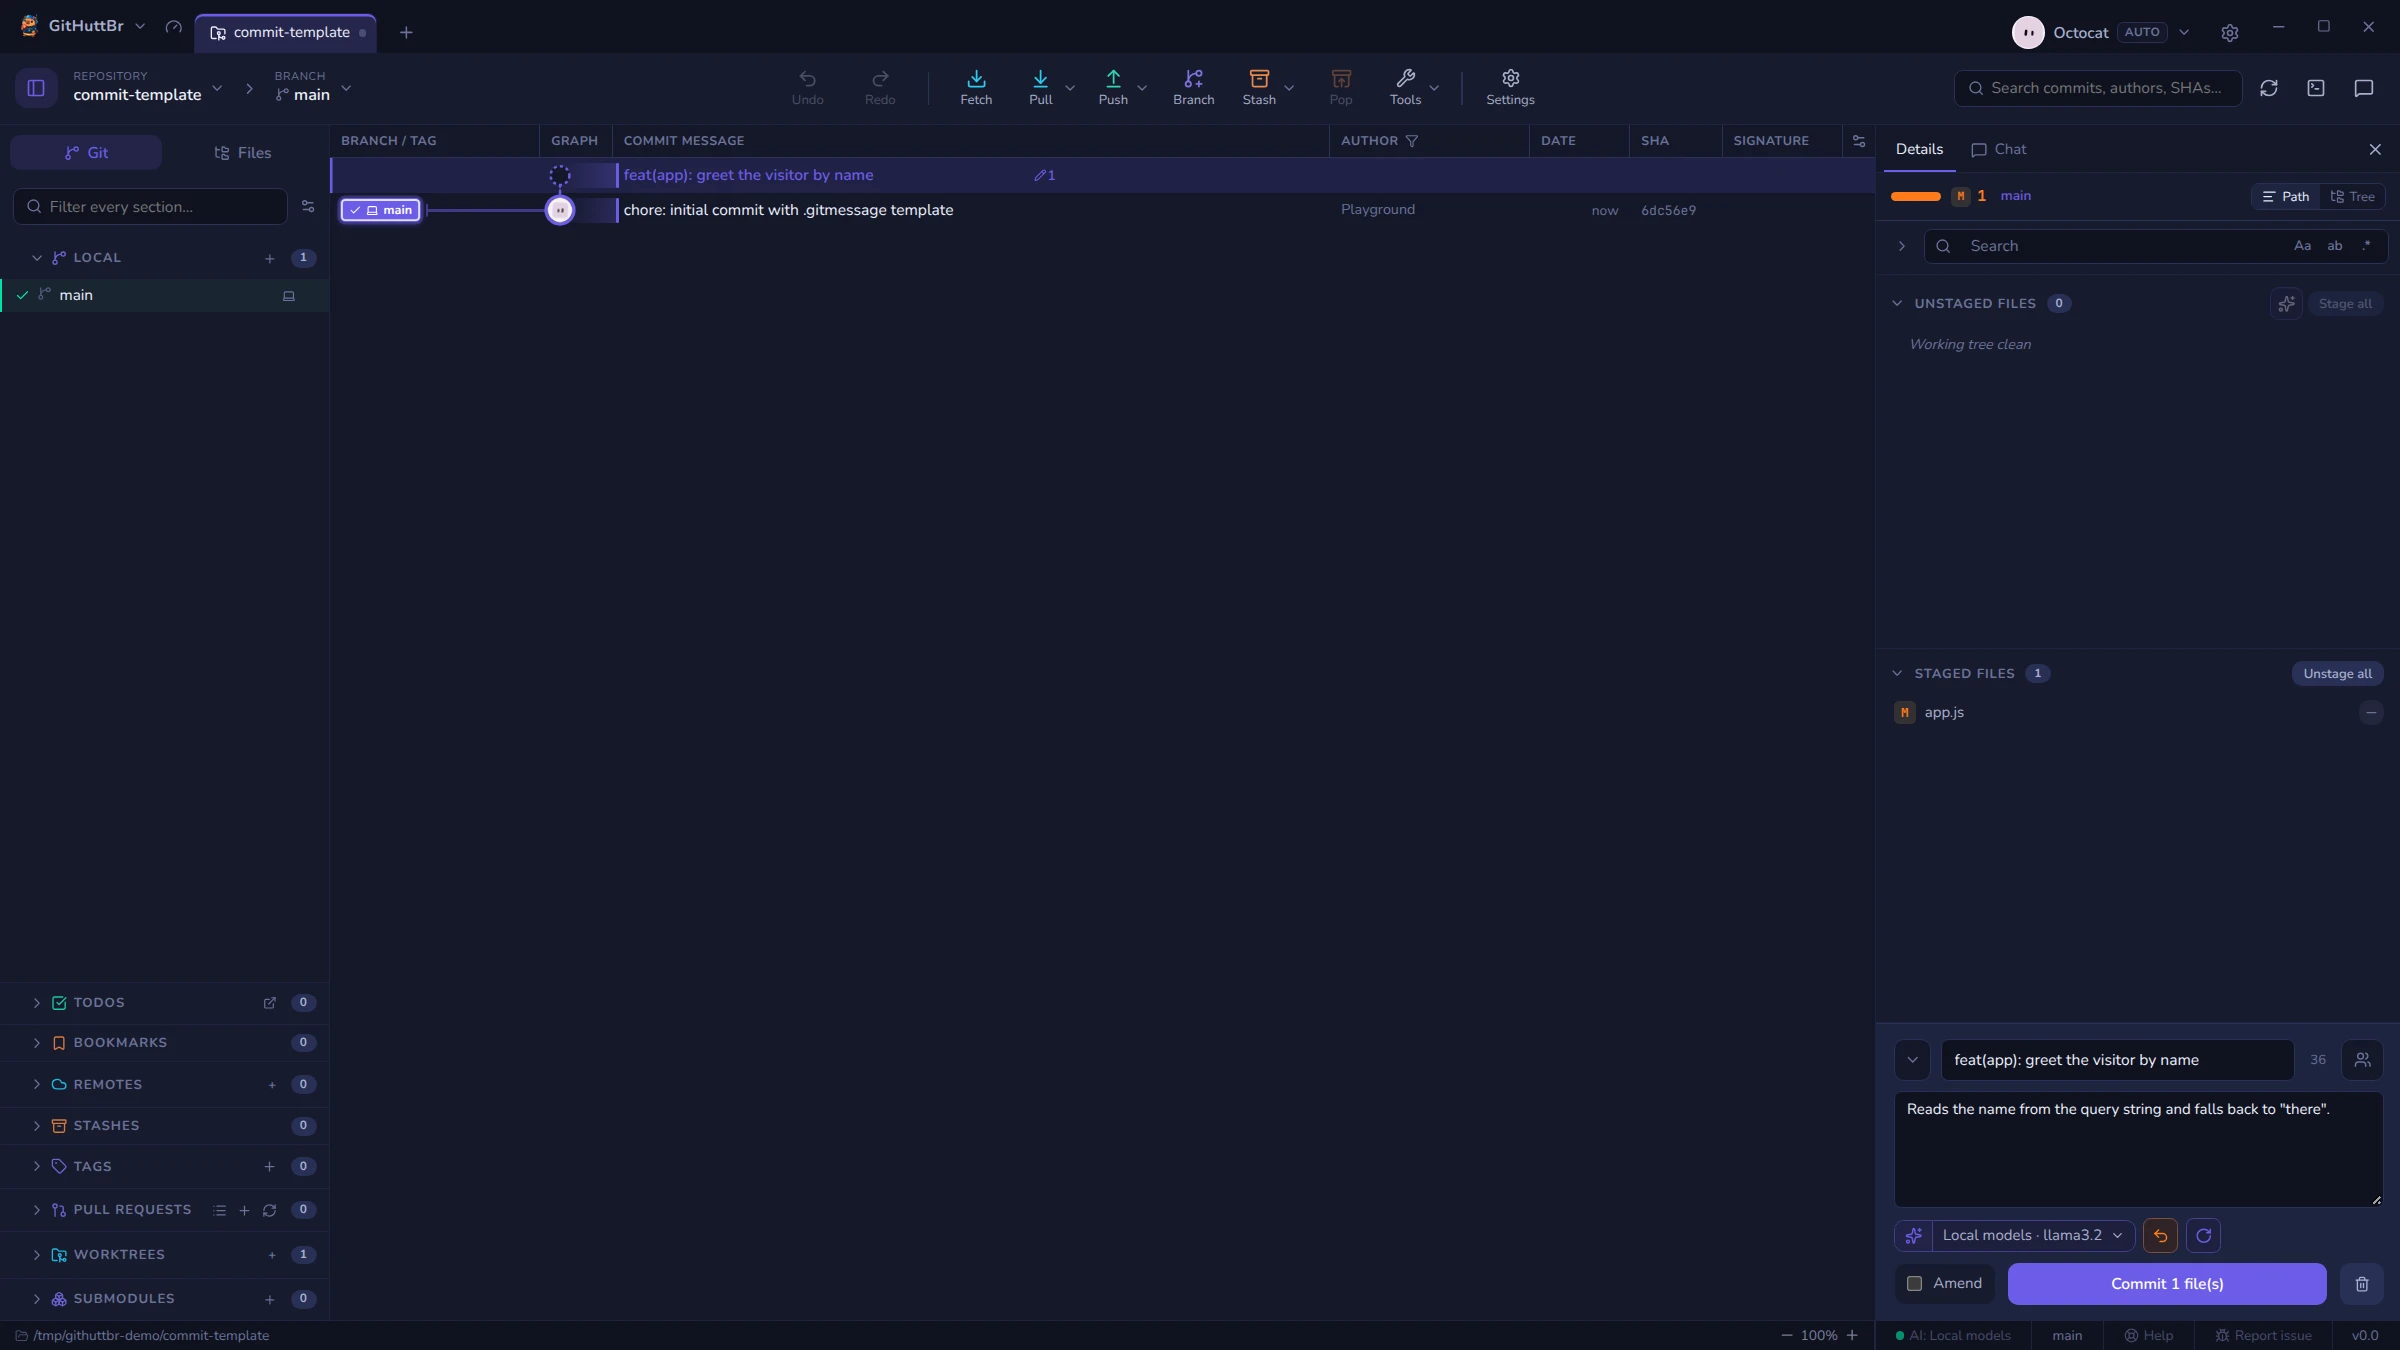 GitHuttBr
commit-template
Octocat AUTO
REPOSITORY
commit-template
BRANCH
main
Undo
Redo
Fetch
Pull
Push
Branch
Stash
Pop
Tools
Settings
Search commits, authors, SHAs...
Git
Files
Filter every section...
LOCAL 1
main
TODOS 0
BOOKMARKS 0
REMOTES 0
STASHES 0
TAGS 0
PULL REQUESTS 0
WORKTREES 1
SUBMODULES 0
BRANCH / TAG GRAPH COMMIT MESSAGE AUTHOR DATE SHA SIGNATURE
feat(app): greet the visitor by name 1
main chore: initial commit with .gitmessage template Playground now 6dc56e9
Details Chat
M 1 main Path Tree
Search Aa ab .*
UNSTAGED FILES 0 Stage all
Working tree clean
STAGED FILES 1 Unstage all
M app.js
feat(app): greet the visitor by name 36
Reads the name from the query string and falls back to "there".
Local models · llama3.2
Amend Commit 1 file(s)
/tmp/githuttbr-demo/commit-template 100% AI: Local models main Help Report issue v0.0